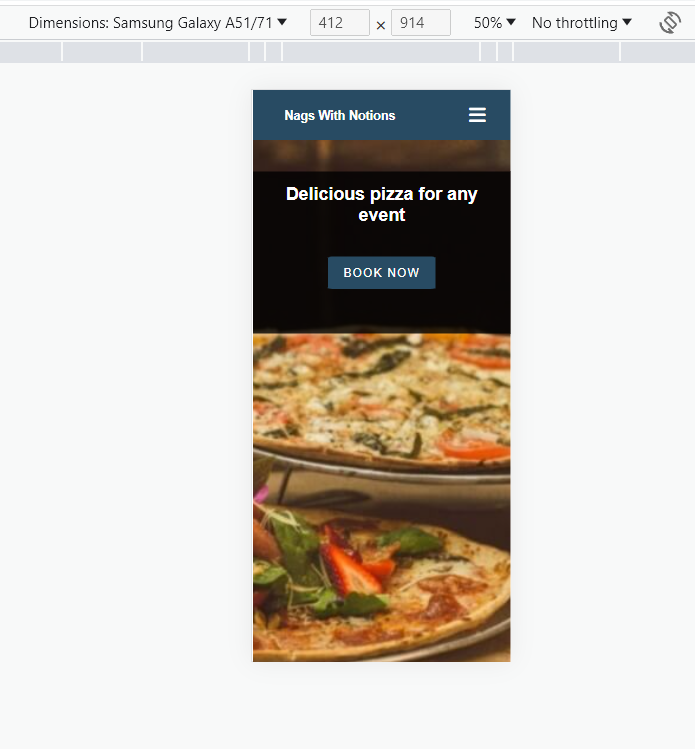 Dimensions: Samsung Galaxy A51/71 412 × 914 50% No throttling
Nags With Notions
Delicious pizza for any
event
BOOK NOW